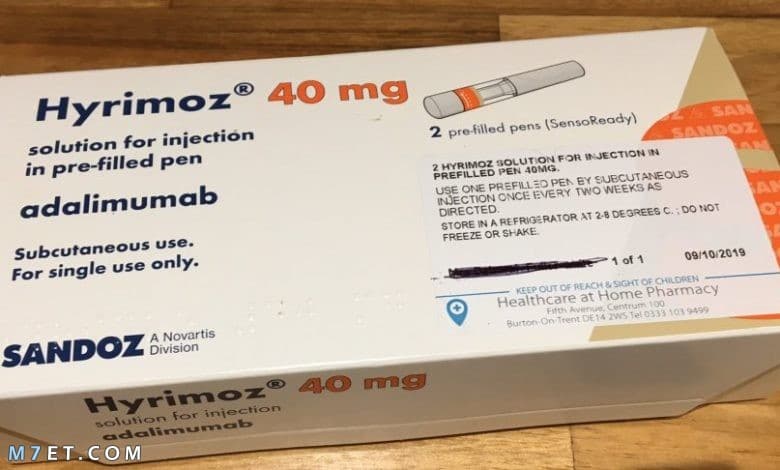 Hyrimoz® 40 mg
solution for injection
in pre-filled pen
adalimumab
Subcutaneous use.
For single use only.
SANDOZ A Novartis
Division
2 pre-filled pens (SensoReady)
SANDOZ
2 HYRIMOZ SOLUTION FOR INJECTION IN
PREFILLED PEN 40MG.
USE ONE PREFILLED PEN BY SUBCUTANEOUS
INJECTION ONCE EVERY TWO WEEKS AS
DIRECTED.
STORE IN A REFRIGERATOR AT 2-8 DEGREES C. ; DO NOT
FREEZE OR SHAKE.
1 of 1 09/10/2019
KEEP OUT OF REACH & SIGHT OF CHILDREN
Healthcare at Home Pharmacy
Fifth Avenue, Centrum 100
Burton-On-Trent DE14 2WS Tel 0333 103 9499
Hyrimoz® 40 mg
solution for injection
adalimumab
M7ET.COM